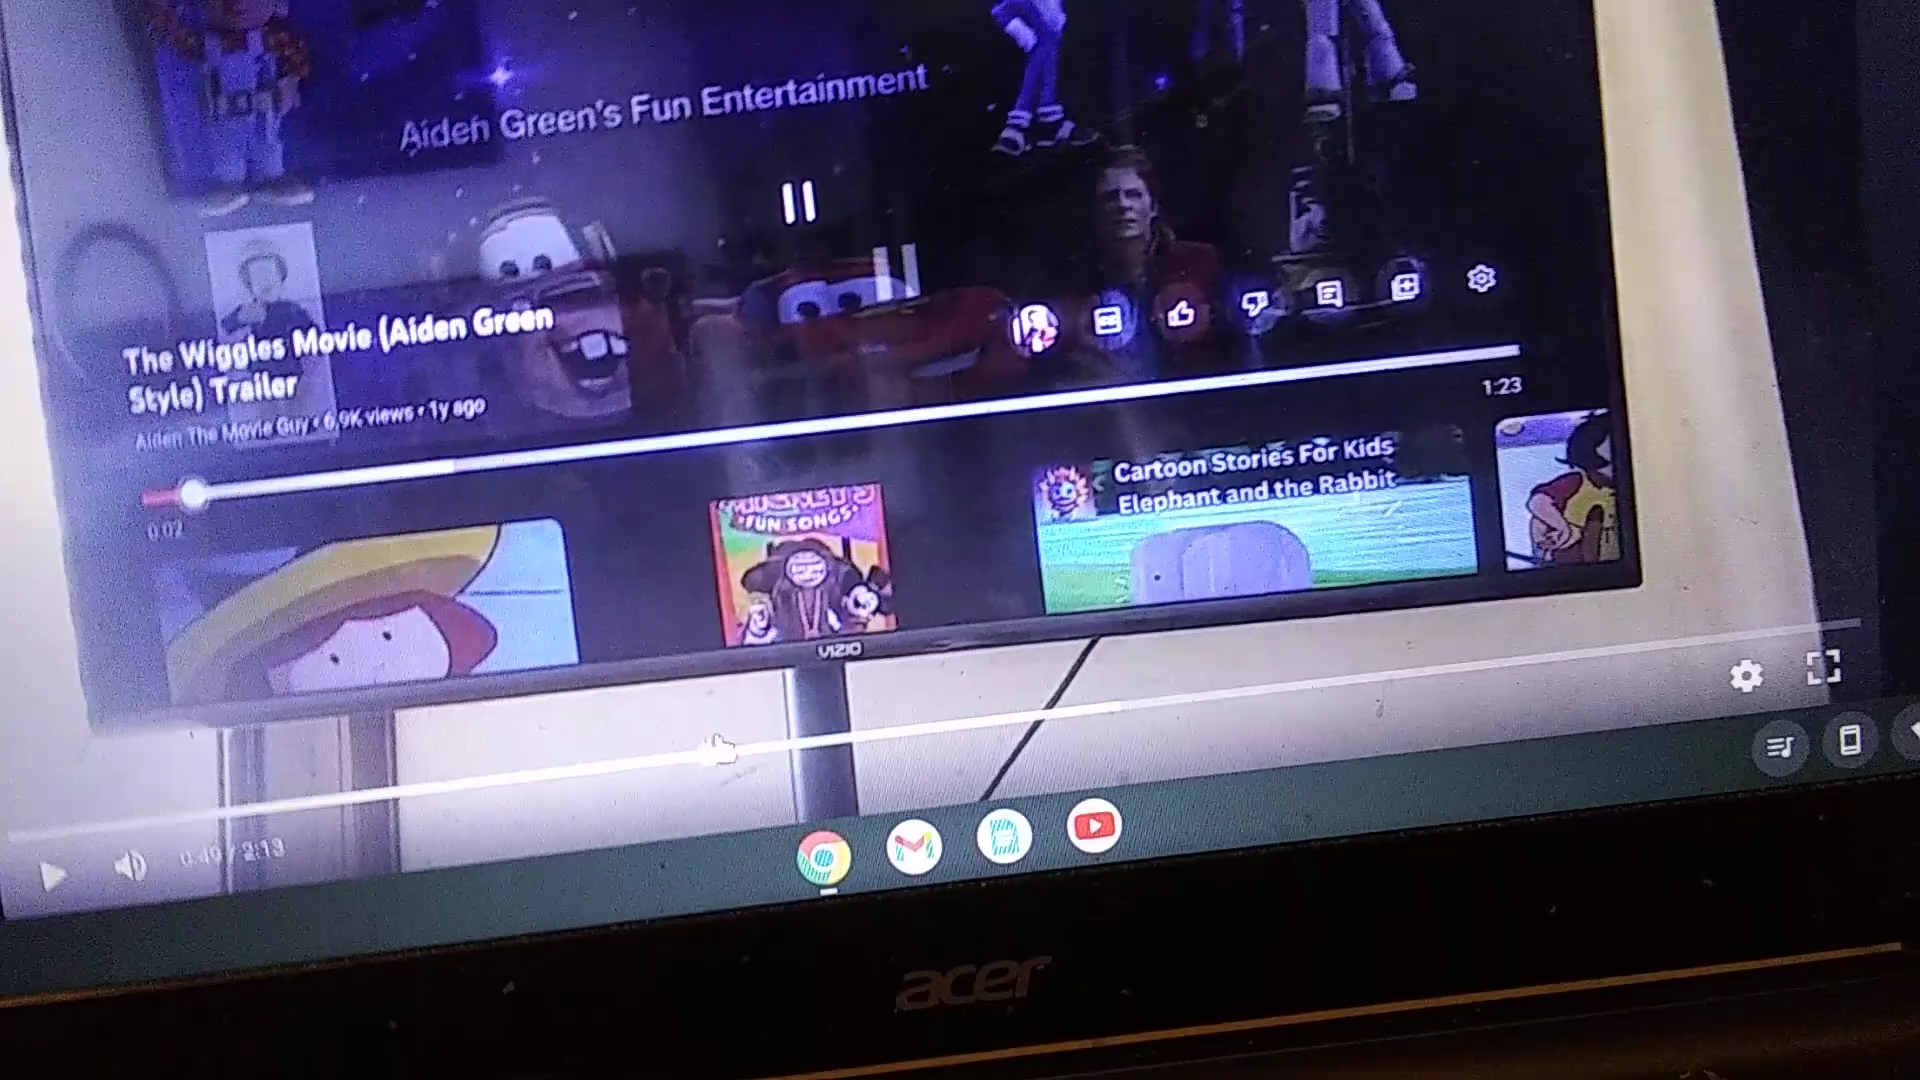 Aiden Green's Fun Entertainment
The Wiggles Movie (Aiden Green
Style) Trailer
Aiden The Movie Guy • 6.9K views • 1y ago
1:23
0:02
FUN SONGS
Cartoon Stories For Kids
Elephant and the Rabbit
VIZIO
0:49 / 2:13
acer